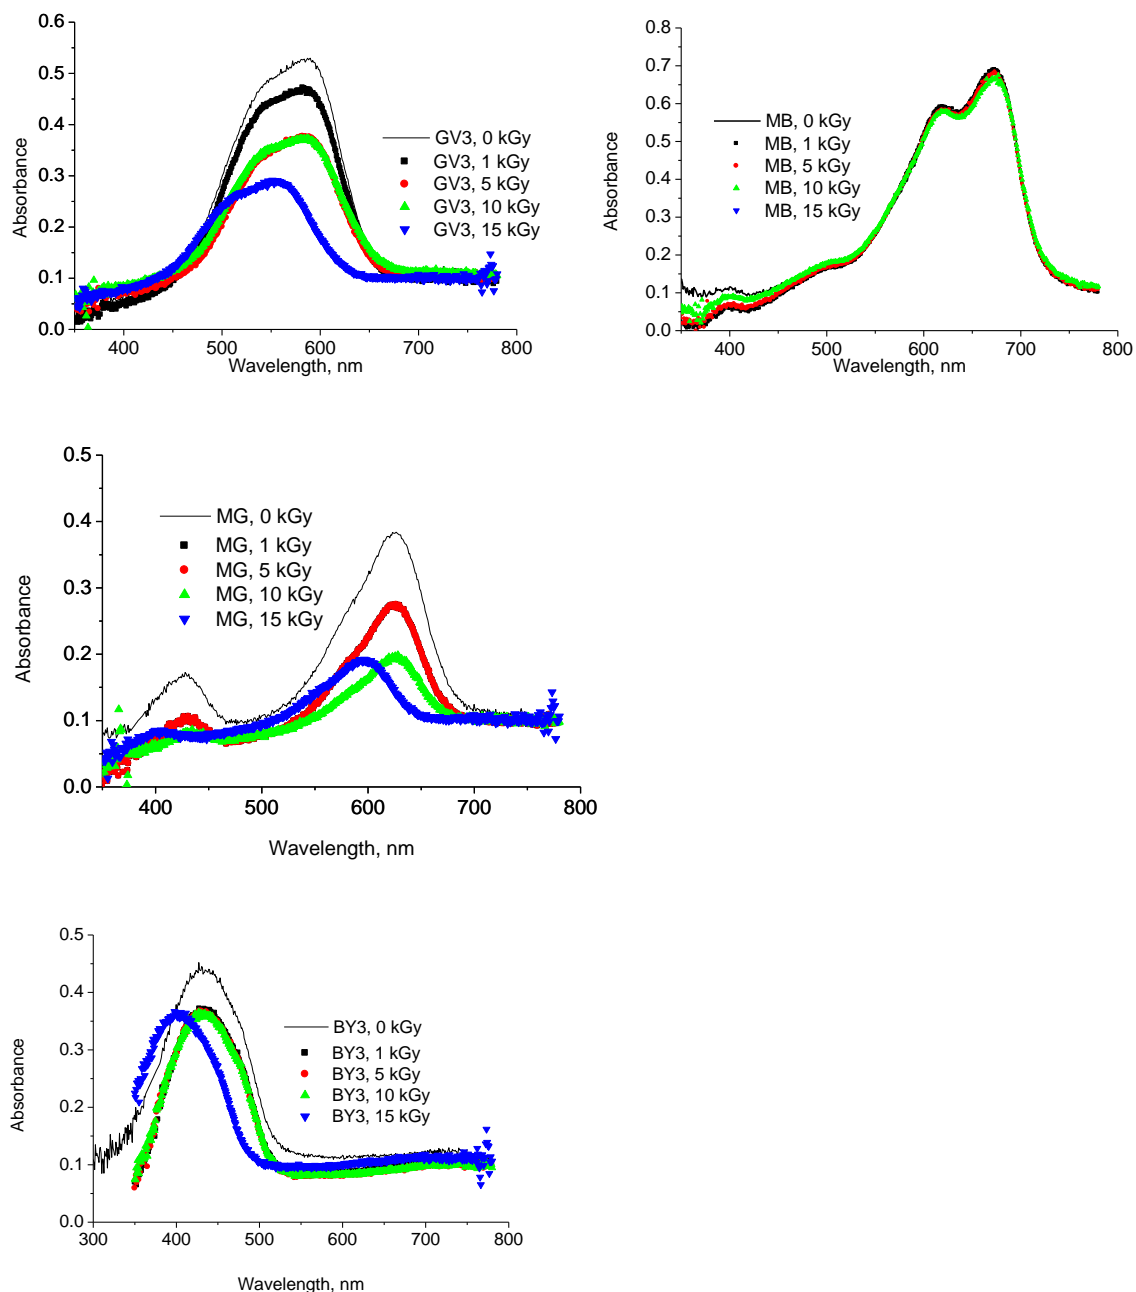 0.6
0.5
0.4
0.3
0.2
0.1
0.0
Absorbance
GV3, 0 kGy
GV3, 1 kGy
GV3, 5 kGy
GV3, 10 kGy
GV3, 15 kGy
400 500 600 700 800
Wavelength, nm
0.8
0.7
0.6
0.5
0.4
0.3
0.2
0.1
0.0
Absorbance
MB, 0 kGy
MB, 1 kGy
MB, 5 kGy
MB, 10 kGy
MB, 15 kGy
400 500 600 700 800
Wavelength, nm
0.5
0.4
0.3
0.2
0.1
0.0
Absorbance
MG, 0 kGy
MG, 1 kGy
MG, 5 kGy
MG, 10 kGy
MG, 15 kGy
400 500 600 700 800
Wavelength, nm
0.5
0.4
0.3
0.2
0.1
0.0
Absorbance
BY3, 0 kGy
BY3, 1 kGy
BY3, 5 kGy
BY3, 10 kGy
BY3, 15 kGy
300 400 500 600 700 800
Wavelength, nm